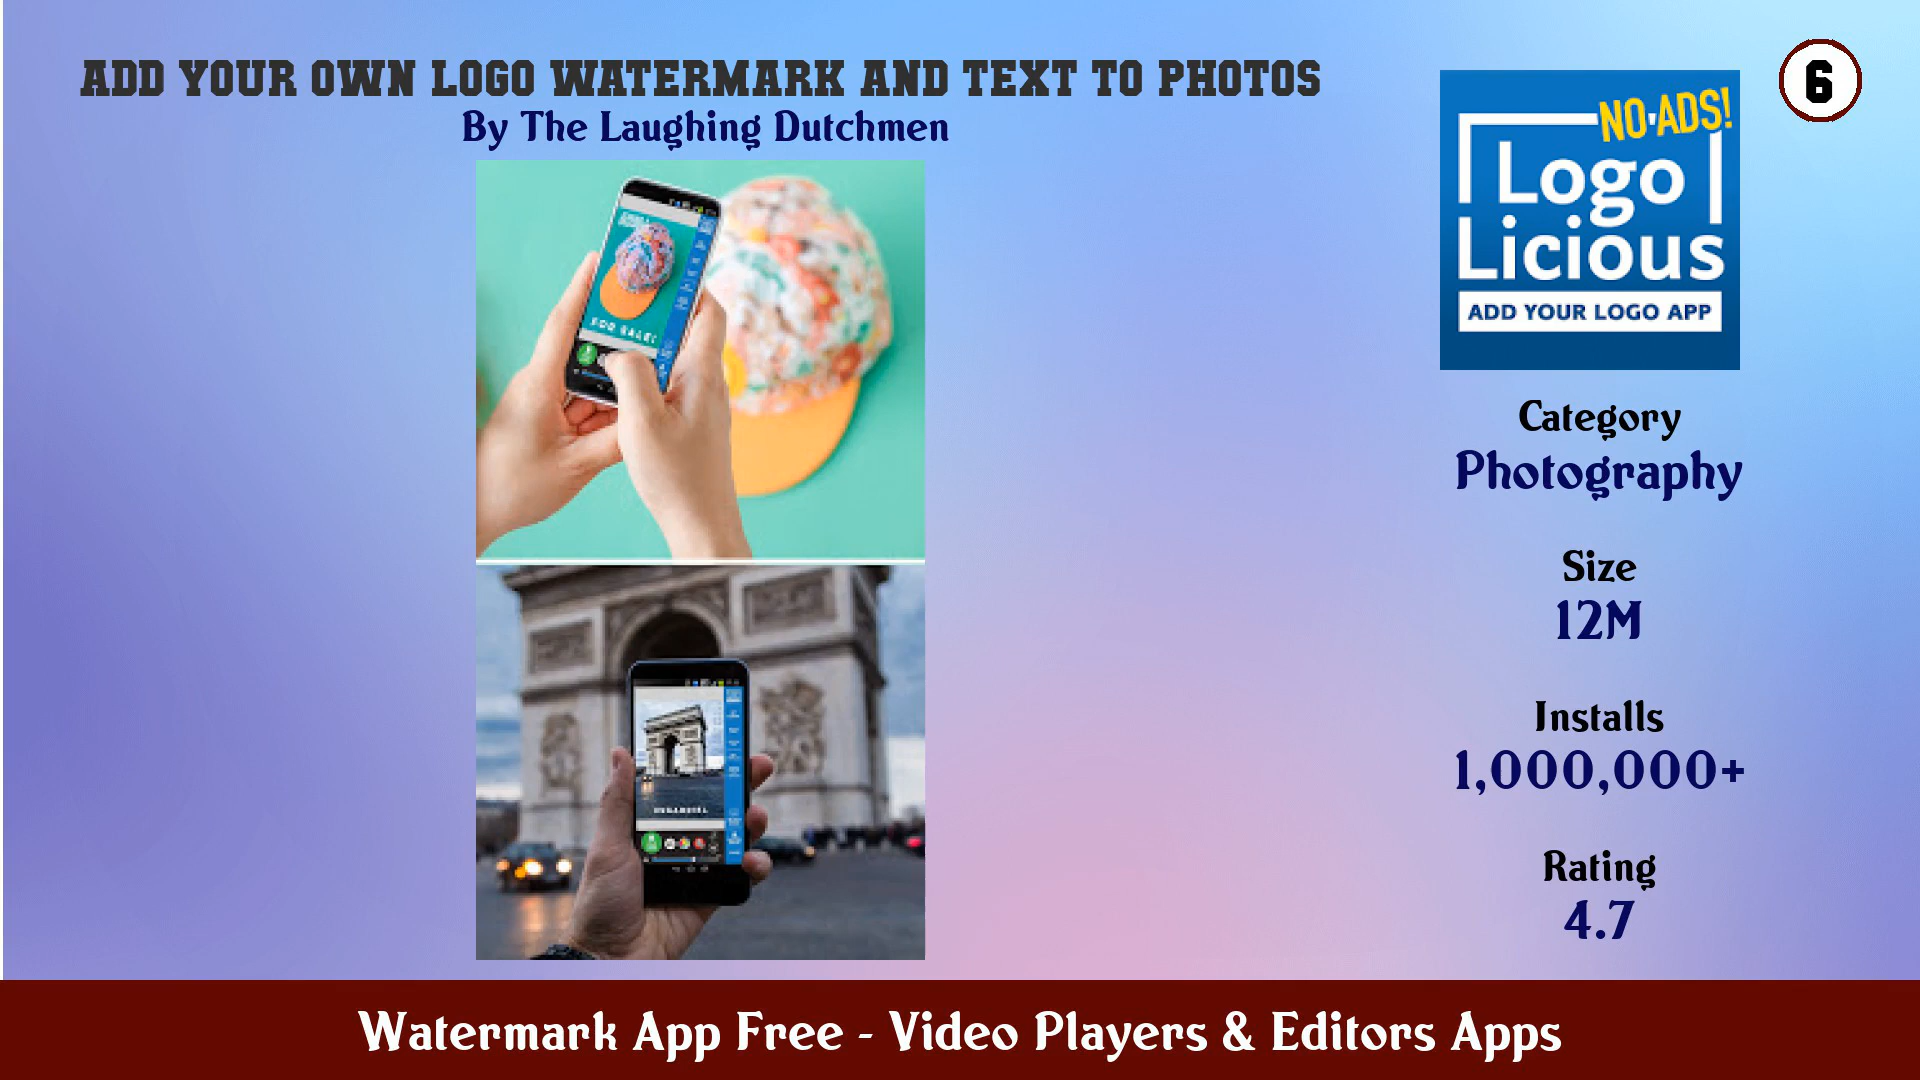 ADD YOUR OWN LOGO WATERMARK AND TEXT TO PHOTOS
By The Laughing Dutchmen
6
NO ADS!
Logo
Licious
ADD YOUR LOGO APP
FOR SALE!
Category
Photography
Size
12M
Installs
1,000,000+
Rating
4.7
Watermark App Free - Video Players & Editors Apps